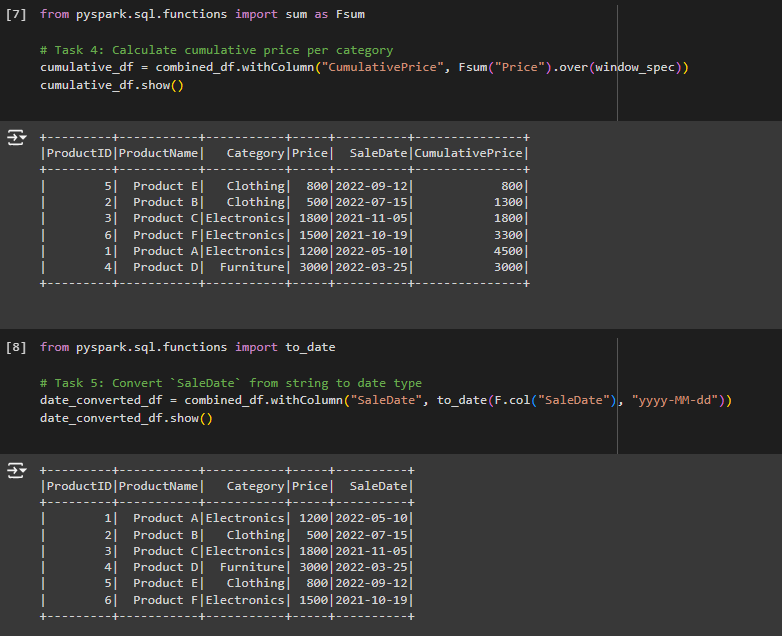 [7] from pyspark.sql.functions import sum as Fsum
# Task 4: Calculate cumulative price per category
cumulative_df = combined_df.withColumn("CumulativePrice", Fsum("Price").over(window_spec))
cumulative_df.show()
+---------+-----------+-----------+-----+----------+---------------+
|ProductID|ProductName|   Category|Price|  SaleDate|CumulativePrice|
+---------+-----------+-----------+-----+----------+---------------+
|        5|  Product E|   Clothing|  800|2022-09-12|            800|
|        2|  Product B|   Clothing|  500|2022-07-15|           1300|
|        3|  Product C|Electronics| 1800|2021-11-05|           1800|
|        6|  Product F|Electronics| 1500|2021-10-19|           3300|
|        1|  Product A|Electronics| 1200|2022-05-10|           4500|
|        4|  Product D|  Furniture| 3000|2022-03-25|           3000|
+---------+-----------+-----------+-----+----------+---------------+
[8] from pyspark.sql.functions import to_date
# Task 5: Convert `SaleDate` from string to date type
date_converted_df = combined_df.withColumn("SaleDate", to_date(F.col("SaleDate"), "yyyy-MM-dd"))
date_converted_df.show()
+---------+-----------+-----------+-----+----------+
|ProductID|ProductName|   Category|Price|  SaleDate|
+---------+-----------+-----------+-----+----------+
|        1|  Product A|Electronics| 1200|2022-05-10|
|        2|  Product B|   Clothing|  500|2022-07-15|
|        3|  Product C|Electronics| 1800|2021-11-05|
|        4|  Product D|  Furniture| 3000|2022-03-25|
|        5|  Product E|   Clothing|  800|2022-09-12|
|        6|  Product F|Electronics| 1500|2021-10-19|
+---------+-----------+-----------+-----+----------+